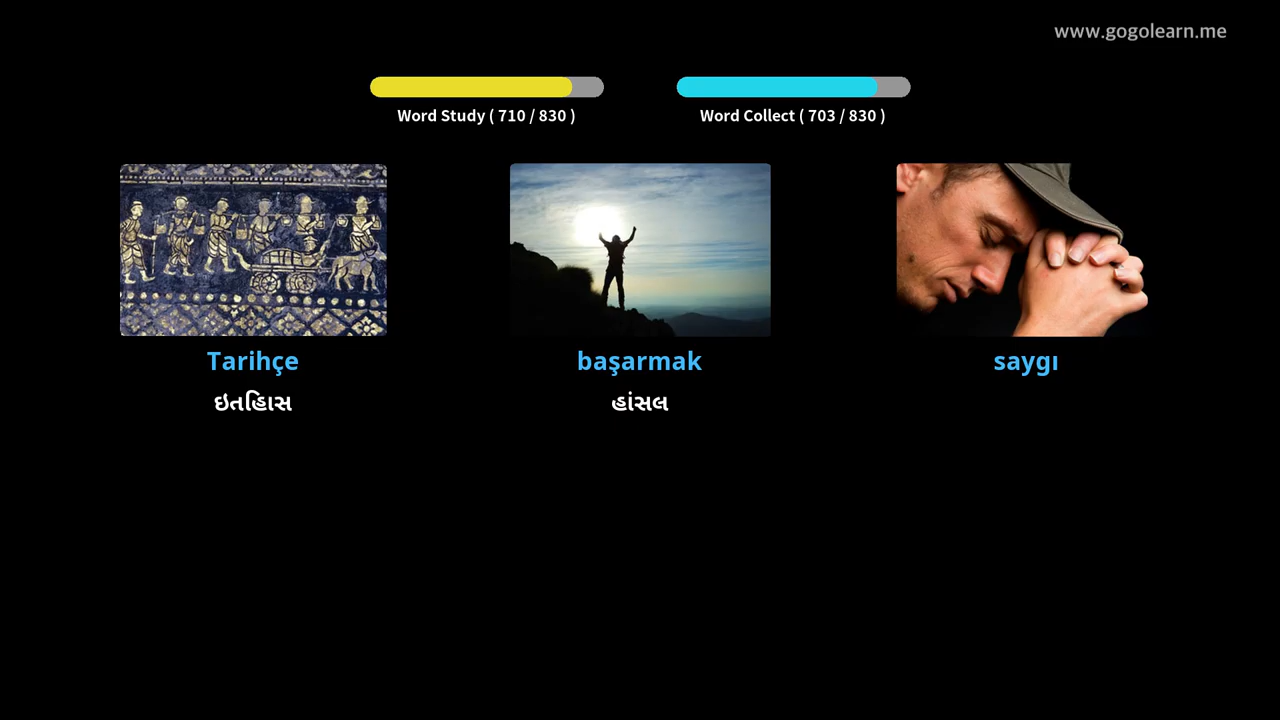 www.gogolearn.me
Word Study ( 710 / 830 )
Word Collect ( 703 / 830 )
Tarihçe
başarmak
saygı
ઇતિહાસ
હાંસલ